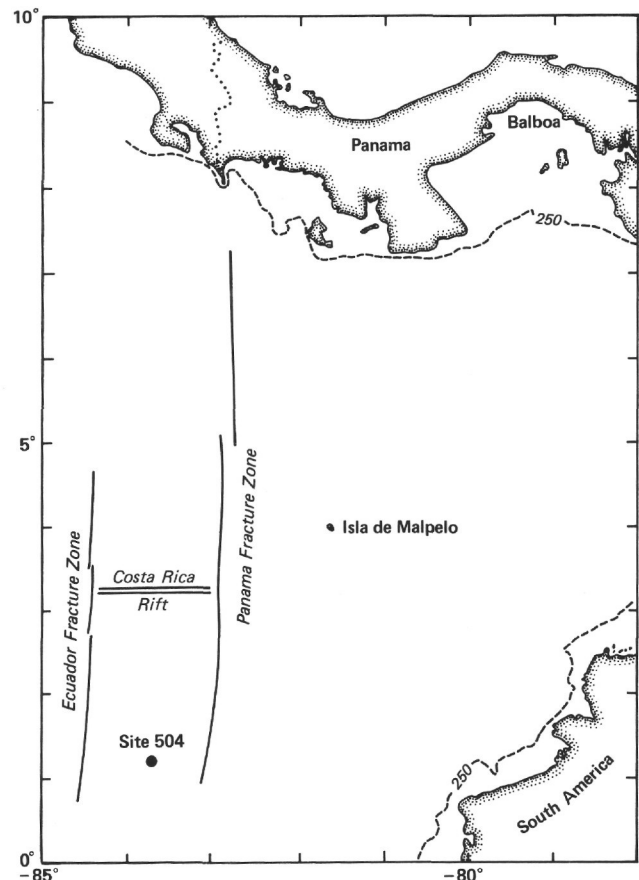 10°
Panama
Balboa
250
5°
Ecuador Fracture Zone
Panama Fracture Zone
Isla de Malpelo
Costa Rica
Rift
Site 504
250
South America
0°
−85°
−80°